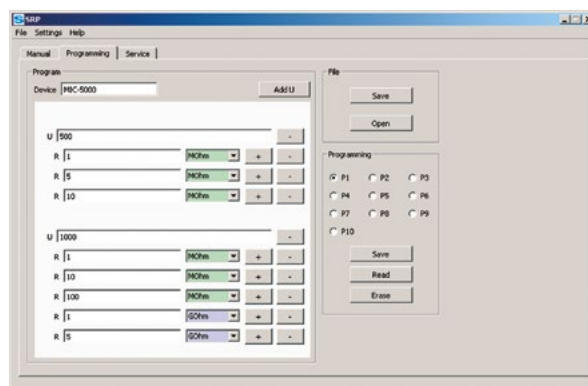 SRP
File Settings Help
Manual Programming Service
Program
Device MIC-5000 Add U
U 500 -
R 1 MOhm + -
R 5 MOhm + -
R 10 MOhm + -
U 1000 -
R 1 MOhm + -
R 10 MOhm + -
R 100 MOhm + -
R 1 GOhm + -
R 5 GOhm + -
File
Save
Open
Programming
P1 P2 P3
P4 P5 P6
P7 P8 P9
P10
Save
Read
Erase